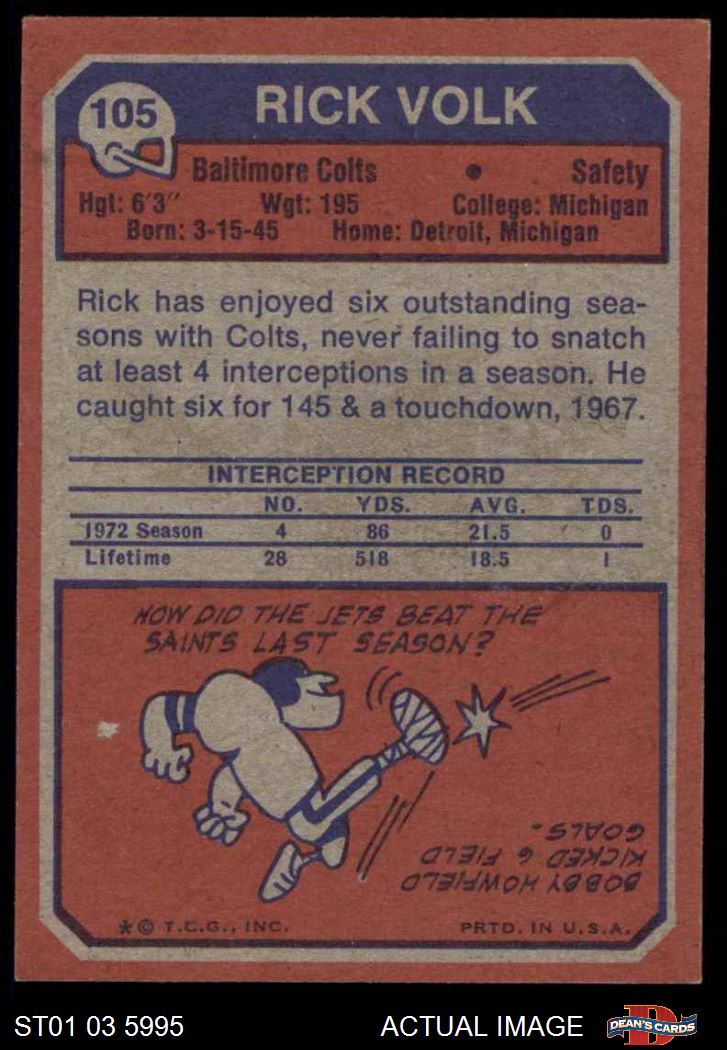 105
RICK VOLK
Baltimore Colts • Safety
Hgt: 6'3" Wgt: 195 College: Michigan
Born: 3-15-45 Home: Detroit, Michigan
Rick has enjoyed six outstanding sea-
sons with Colts, never failing to snatch
at least 4 interceptions in a season. He
caught six for 145 & a touchdown, 1967.
INTERCEPTION RECORD
NO. YDS. AVG. TDS.
1972 Season 4 86 21.5 0
Lifetime 28 518 18.5 1
HOW DID THE JETS BEAT THE
SAINTS LAST SEASON?
BOBBY HOWFIELD
KICKED 6 FIELD
GOALS.
*© T.C.G., INC. PRTD. IN U.S.A.
ST01 03 5995 ACTUAL IMAGE
D
DEAN'S CARDS